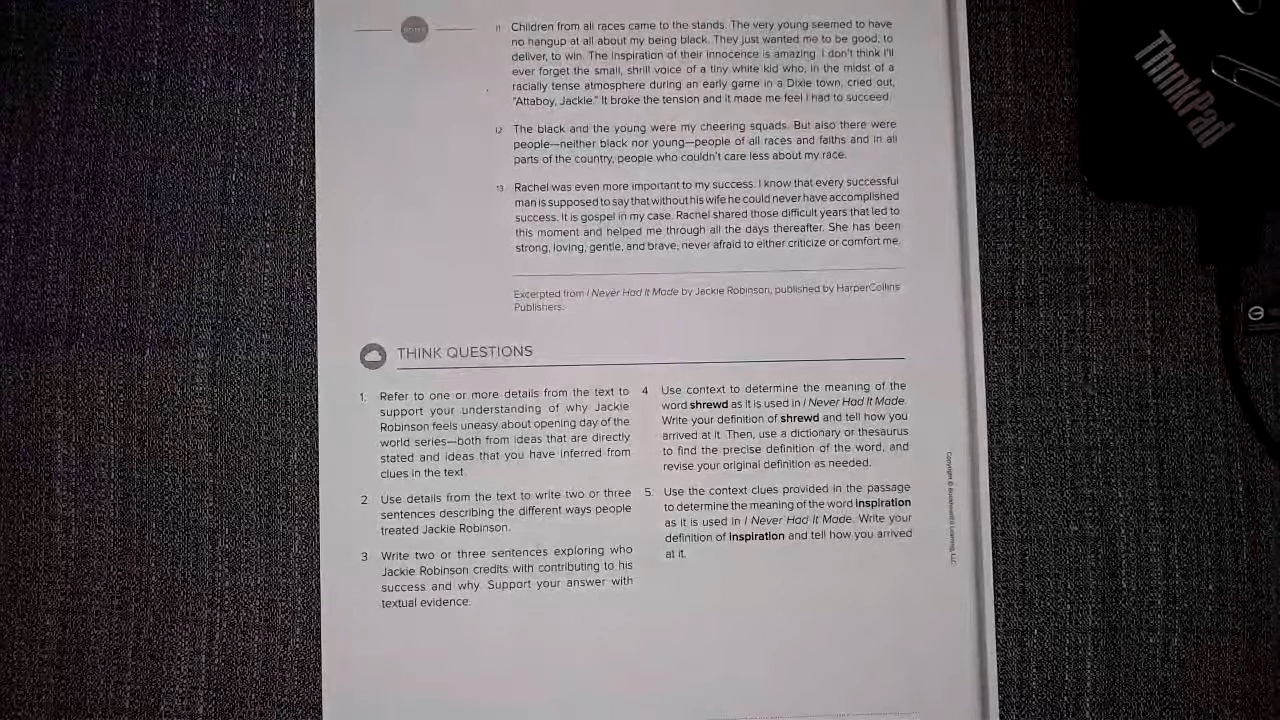 NOTES
11 Children from all races came to the stands. The very young seemed to have
no hangup at all about my being black. They just wanted me to be good, to
deliver, to win. The inspiration of their innocence is amazing. I don't think I'll
ever forget the small, shrill voice of a tiny white kid who, in the midst of a
racially tense atmosphere during an early game in a Dixie town, cried out,
"Attaboy, Jackie." It broke the tension and it made me feel I had to succeed.
12 The black and the young were my cheering squads. But also there were
people—neither black nor young—people of all races and faiths and in all
parts of the country, people who couldn't care less about my race.
13 Rachel was even more important to my success. I know that every successful
man is supposed to say that without his wife he could never have accomplished
success. It is gospel in my case. Rachel shared those difficult years that led to
this moment and helped me through all the days thereafter. She has been
strong, loving, gentle, and brave, never afraid to either criticize or comfort me.
Excerpted from I Never Had It Made by Jackie Robinson, published by HarperCollins
Publishers.
THINK QUESTIONS
1. Refer to one or more details from the text to
support your understanding of why Jackie
Robinson feels uneasy about opening day of the
world series—both from ideas that are directly
stated and ideas that you have inferred from
clues in the text.
2. Use details from the text to write two or three
sentences describing the different ways people
treated Jackie Robinson.
3. Write two or three sentences exploring who
Jackie Robinson credits with contributing to his
success and why. Support your answer with
textual evidence.
4. Use context to determine the meaning of the
word shrewd as it is used in I Never Had It Made.
Write your definition of shrewd and tell how you
arrived at it. Then, use a dictionary or thesaurus
to find the precise definition of the word, and
revise your original definition as needed.
5. Use the context clues provided in the passage
to determine the meaning of the word inspiration
as it is used in I Never Had It Made. Write your
definition of inspiration and tell how you arrived
at it.
Copyright © BookheadEd Learning, LLC
ThinkPad